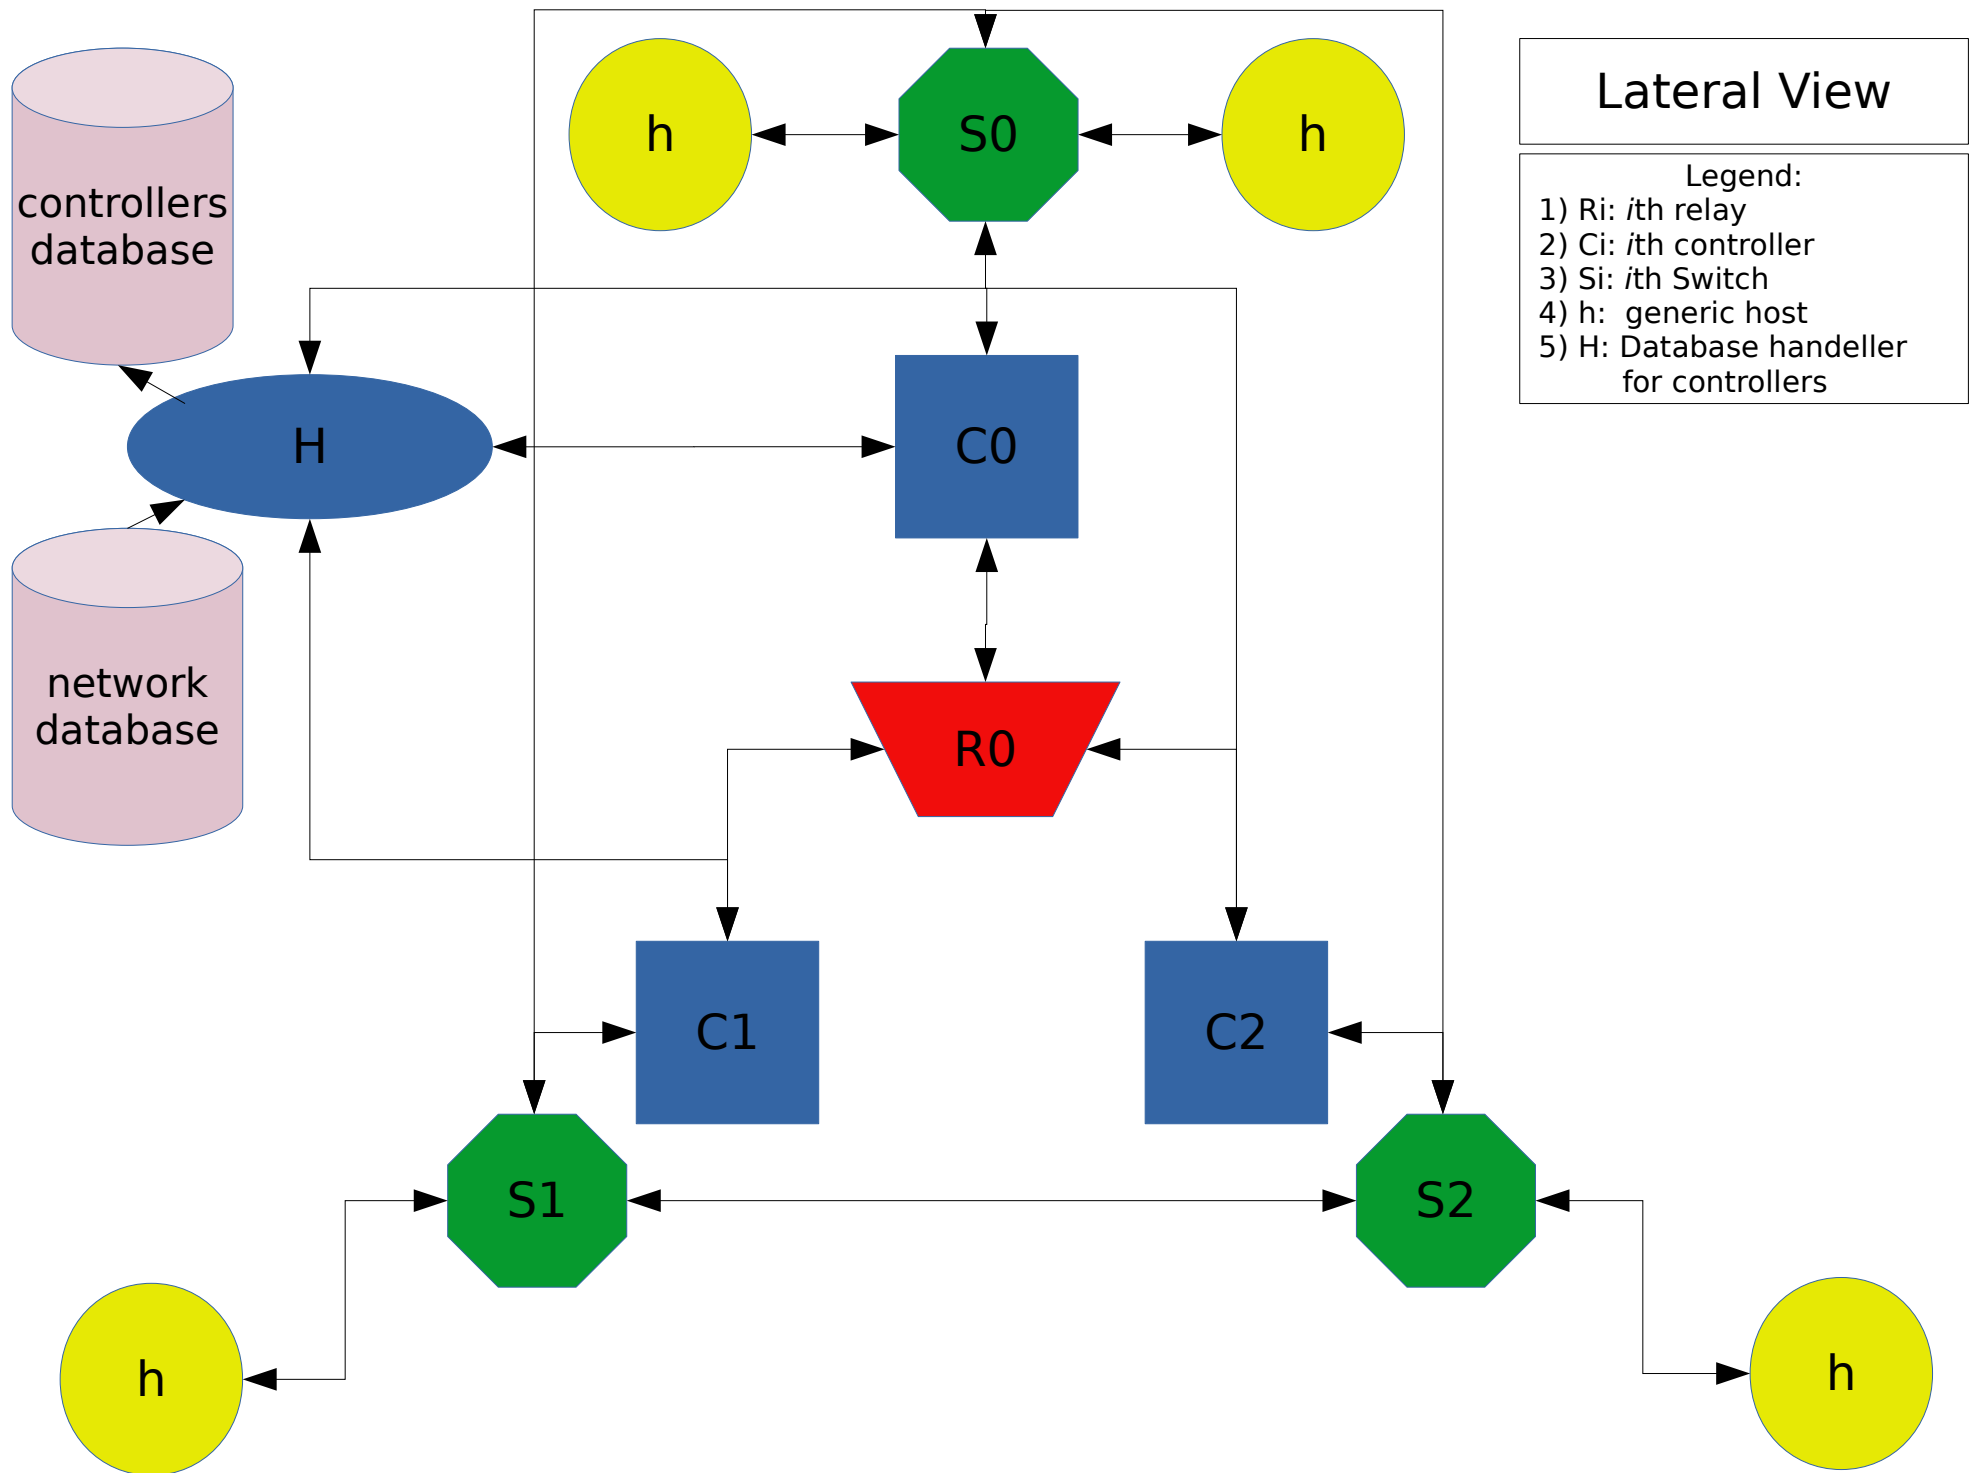 Lateral View
Legend:
1) Ri: ith relay
2) Ci: ith controller
3) Si: ith Switch
4) h:  generic host
5) H: Database handeller
for controllers
controllers
database
h
S0
h
H
C0
network
database
R0
C1
C2
S1
S2
h
h